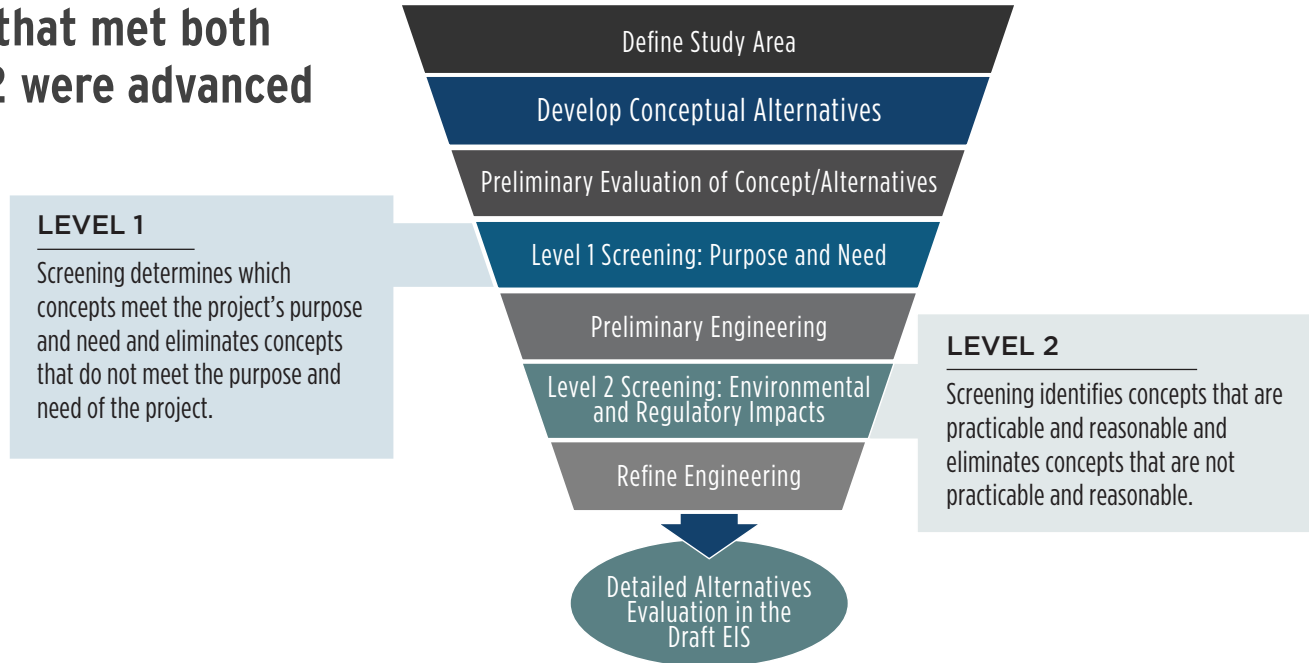 that met both
2 were advanced
Define Study Area
Develop Conceptual Alternatives
Preliminary Evaluation of Concept/Alternatives
Level 1 Screening: Purpose and Need
Preliminary Engineering
Level 2 Screening: Environmental
and Regulatory Impacts
Refine Engineering
Detailed Alternatives
Evaluation in the
Draft EIS
LEVEL 1
Screening determines which
concepts meet the project’s purpose
and need and eliminates concepts
that do not meet the purpose and
need of the project.
LEVEL 2
Screening identifies concepts that are
practicable and reasonable and
eliminates concepts that are not
practicable and reasonable.